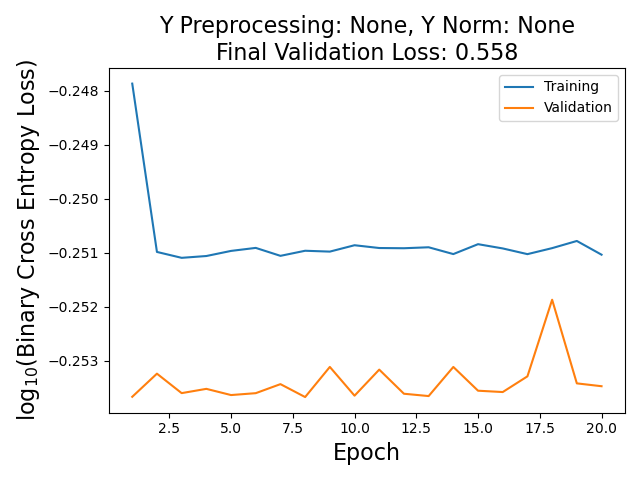 Y Preprocessing: None, Y Norm: None
Final Validation Loss: 0.558
Training
Validation
−0.248
−0.249
−0.250
−0.251
−0.252
−0.253
log₁₀(Binary Cross Entropy Loss)
2.5 5.0 7.5 10.0 12.5 15.0 17.5 20.0
Epoch